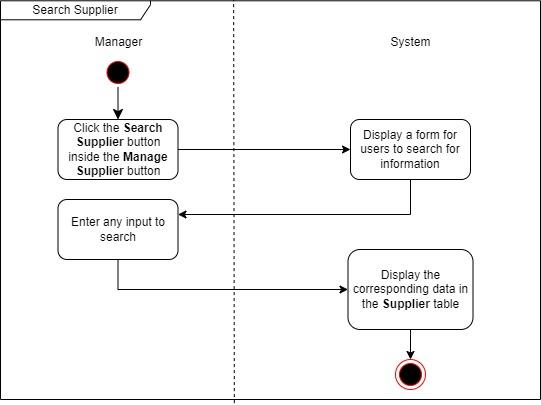 Search Supplier
Manager
System
Click the Search
Supplier button
inside the Manage
Supplier button
Display a form for
users to search for
information
Enter any input to
search
Display the
corresponding data in
the Supplier table